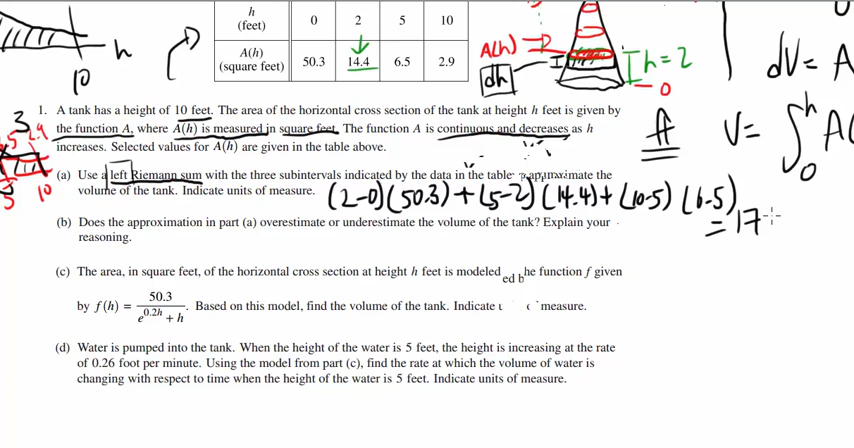 h
(feet)
0 2 5 10
A(h)
(square feet)
50.3 14.4 6.5 2.9
h
10
A(h)
dh
h = 2
0
dV = A
V = ∫ h 0 A(
ft
1. A tank has a height of 10 feet. The area of the horizontal cross section of the tank at height h feet is given by
the function A, where A(h) is measured in square feet. The function A is continuous and decreases as h
increases. Selected values for A(h) are given in the table above.
3
2.9
5
10
(a) Use a left Riemann sum with the three subintervals indicated by the data in the table approximate the
volume of the tank. Indicate units of measure.
(2-0)(50.3) + (5-2)(14.4) + (10-5)(6.5)
= 17
(b) Does the approximation in part (a) overestimate or underestimate the volume of the tank? Explain your
reasoning.
(c) The area, in square feet, of the horizontal cross section at height h feet is modeled ed b he function f given
by f(h) = 50.3 / e^0.2h + h. Based on this model, find the volume of the tank. Indicate measure.
(d) Water is pumped into the tank. When the height of the water is 5 feet, the height is increasing at the rate
of 0.26 foot per minute. Using the model from part (c), find the rate at which the volume of water is
changing with respect to time when the height of the water is 5 feet. Indicate units of measure.